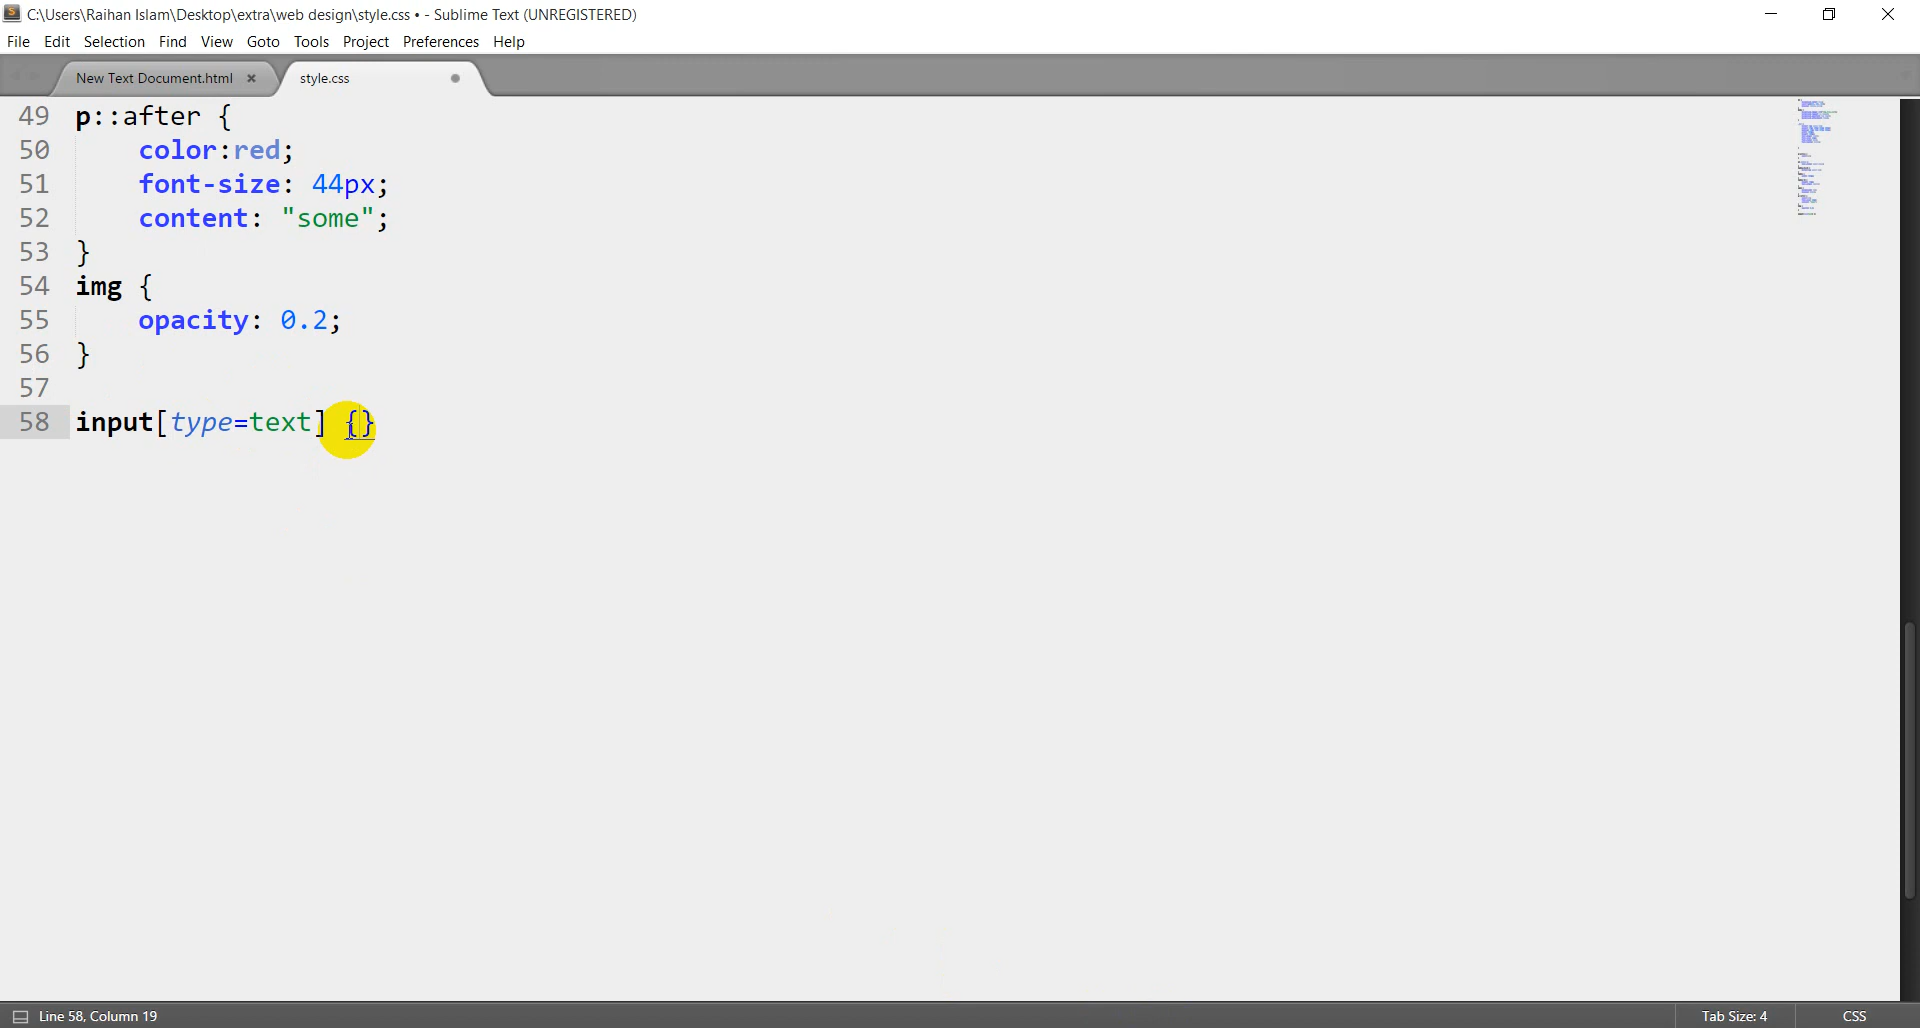 C:\Users\Raihan Islam\Desktop\extra\web design\style.css • - Sublime Text (UNREGISTERED)
File Edit Selection Find View Goto Tools Project Preferences Help
New Text Document.html × style.css
49 p::after {
50 color:red;
51 font-size: 44px;
52 content: "some";
53 }
54 img {
55 opacity: 0.2;
56 }
57
58 input[type=text] {}
Line 58, Column 19 Tab Size: 4 CSS